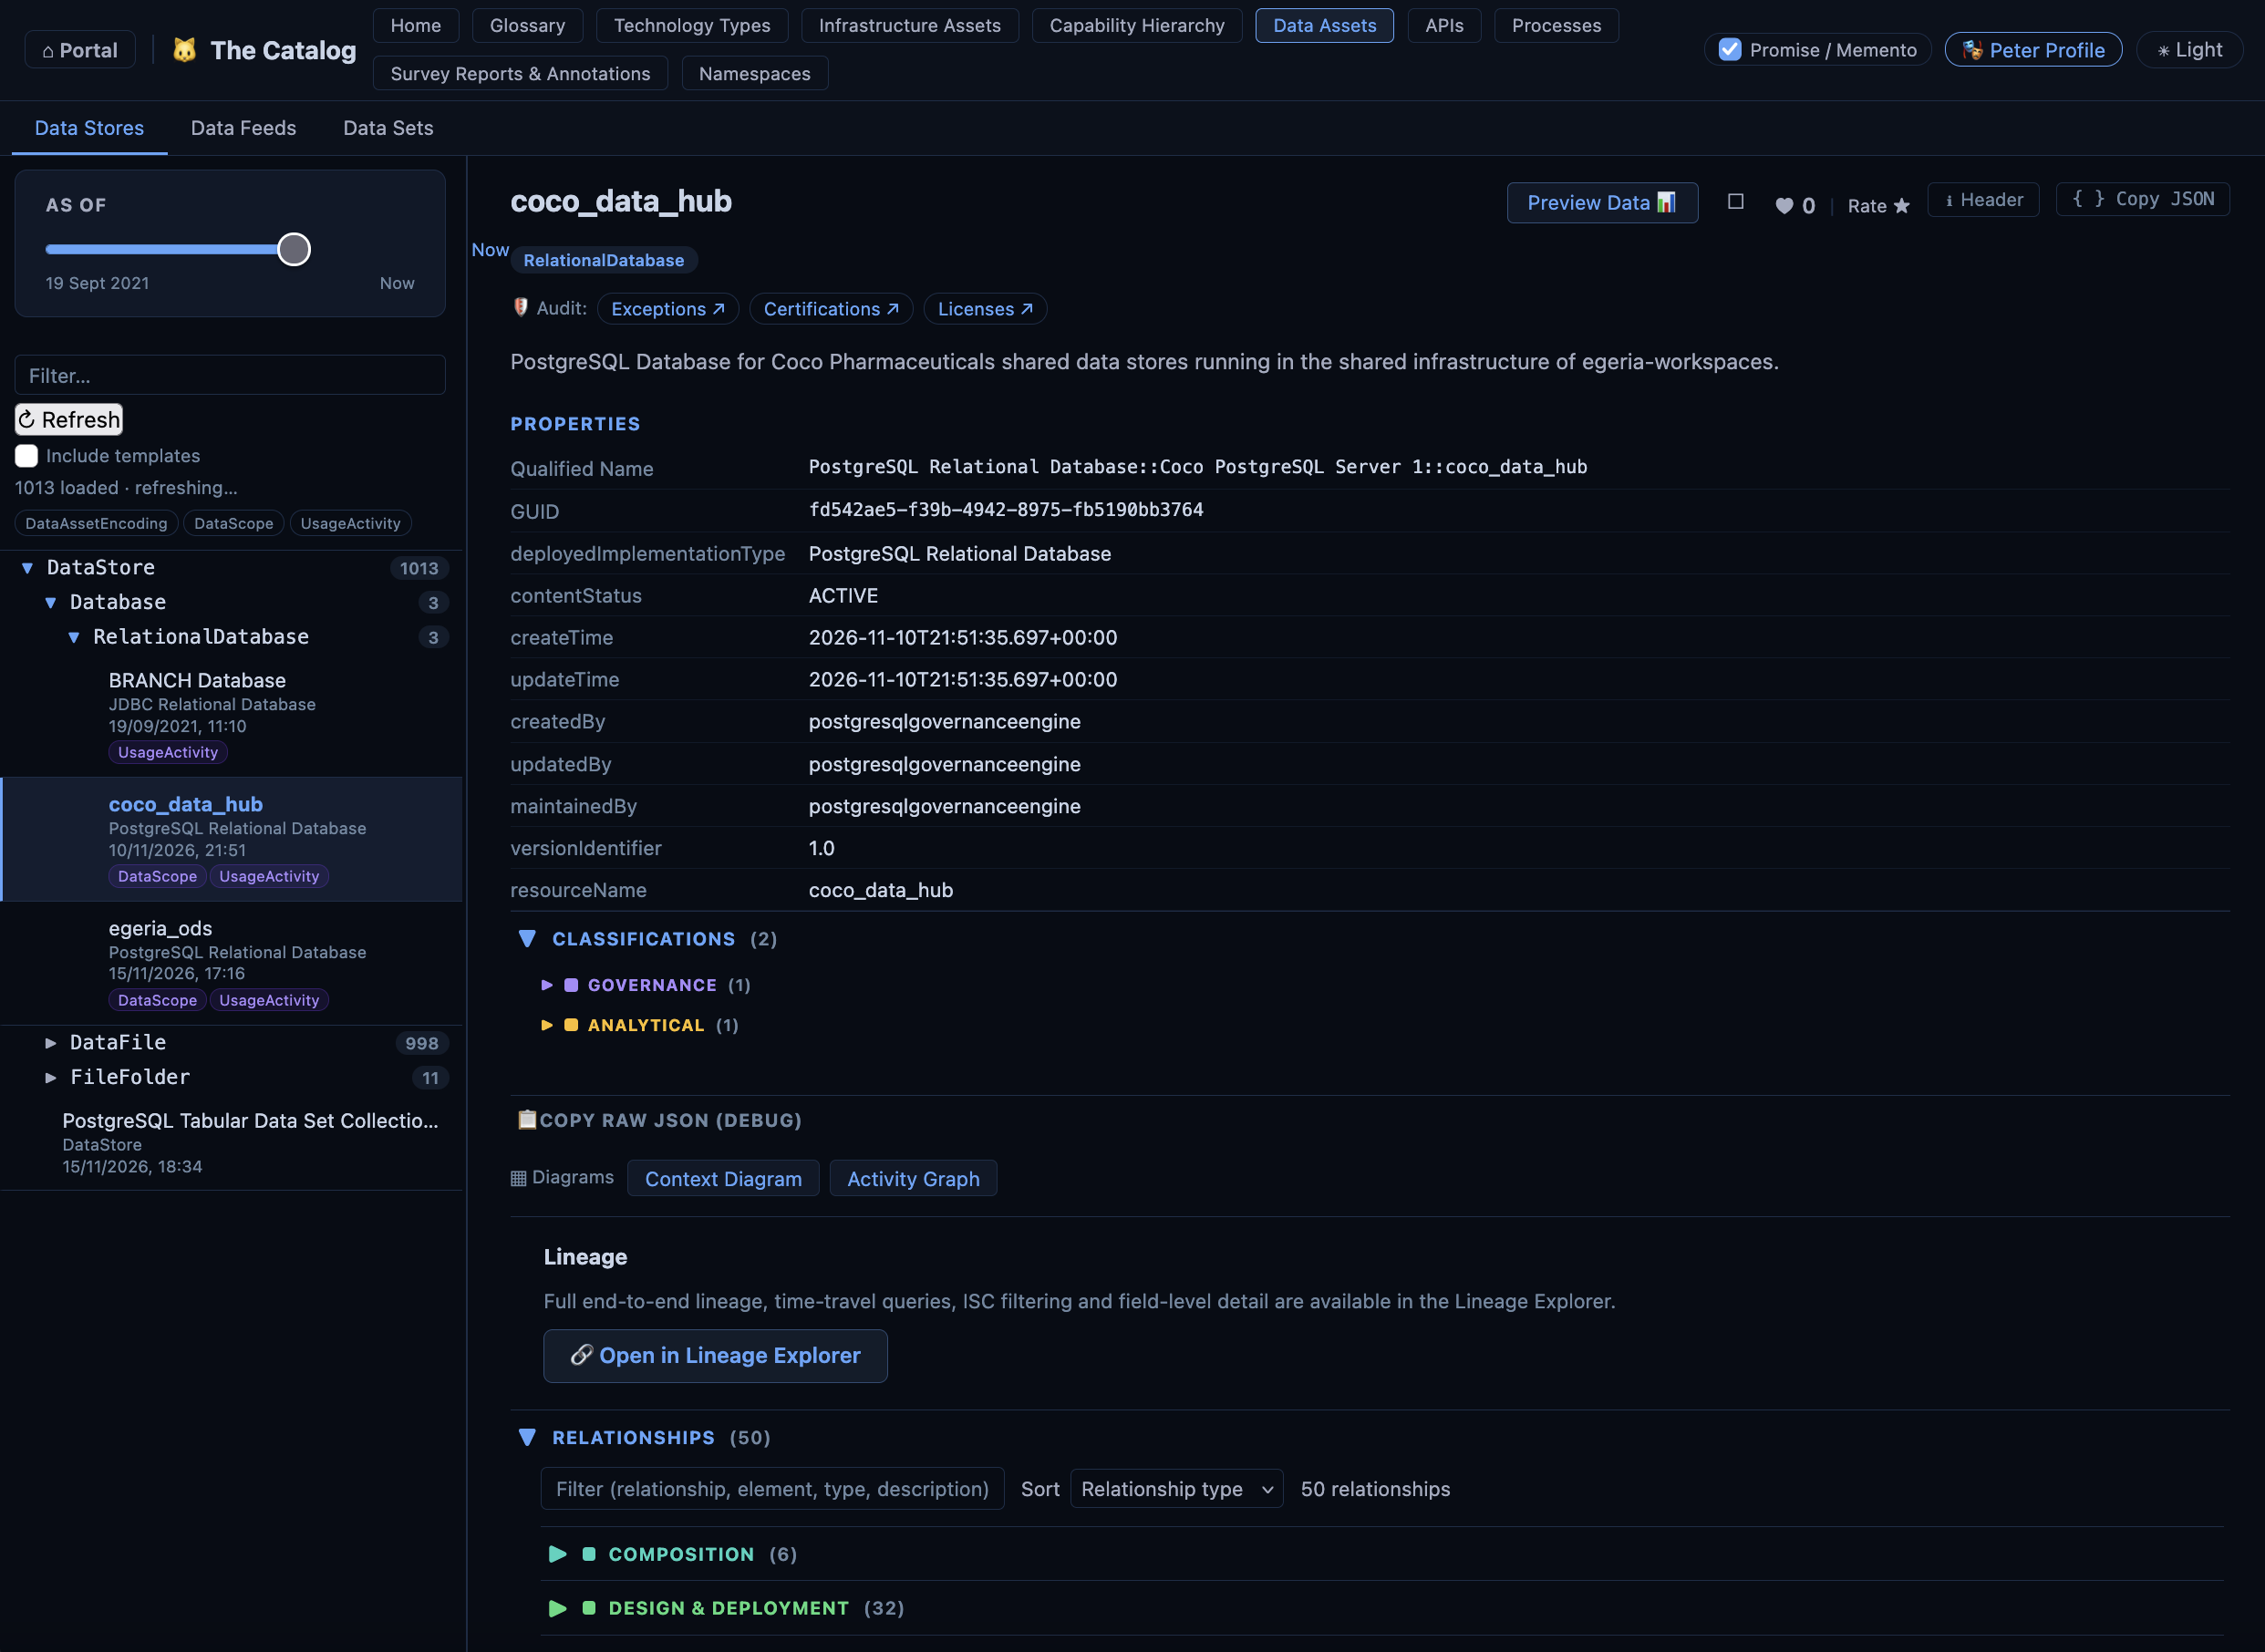 ⌂ Portal
🐱 The Catalog
Home
Glossary
Technology Types
Infrastructure Assets
Capability Hierarchy
Data Assets
APIs
Processes
Survey Reports & Annotations
Namespaces
Promise / Memento
🎭 Peter Profile
☀ Light
Data Stores
Data Feeds
Data Sets
AS OF
Now
19 Sept 2021
Now
Filter...
↻ Refresh
Include templates
1013 loaded · refreshing…
DataAssetEncoding
DataScope
UsageActivity
▼ DataStore 1013
▼ Database 3
▼ RelationalDatabase 3
BRANCH Database
JDBC Relational Database
19/09/2021, 11:10
UsageActivity
coco_data_hub
PostgreSQL Relational Database
10/11/2026, 21:51
DataScope UsageActivity
egeria_ods
PostgreSQL Relational Database
15/11/2026, 17:16
DataScope UsageActivity
▶ DataFile 998
▶ FileFolder 11
PostgreSQL Tabular Data Set Collectio...
DataStore
15/11/2026, 18:34
coco_data_hub
Preview Data 📊
☐
♥ 0
Rate ★
ℹ Header
{ } Copy JSON
RelationalDatabase
Audit:
Exceptions ↗
Certifications ↗
Licenses ↗
PostgreSQL Database for Coco Pharmaceuticals shared data stores running in the shared infrastructure of egeria-workspaces.
PROPERTIES
Qualified Name PostgreSQL Relational Database::Coco PostgreSQL Server 1::coco_data_hub
GUID fd542ae5-f39b-4942-8975-fb5190bb3764
deployedImplementationType PostgreSQL Relational Database
contentStatus ACTIVE
createTime 2026-11-10T21:51:35.697+00:00
updateTime 2026-11-10T21:51:35.697+00:00
createdBy postgresqlgovernanceengine
updatedBy postgresqlgovernanceengine
maintainedBy postgresqlgovernanceengine
versionIdentifier 1.0
resourceName coco_data_hub
▼ CLASSIFICATIONS (2)
▶ GOVERNANCE (1)
▶ ANALYTICAL (1)
📋COPY RAW JSON (DEBUG)
▦ Diagrams
Context Diagram
Activity Graph
Lineage
Full end-to-end lineage, time-travel queries, ISC filtering and field-level detail are available in the Lineage Explorer.
🔗 Open in Lineage Explorer
▼ RELATIONSHIPS (50)
Filter (relationship, element, type, description)
Sort
Relationship type
50 relationships
▶ COMPOSITION (6)
▶ DESIGN & DEPLOYMENT (32)